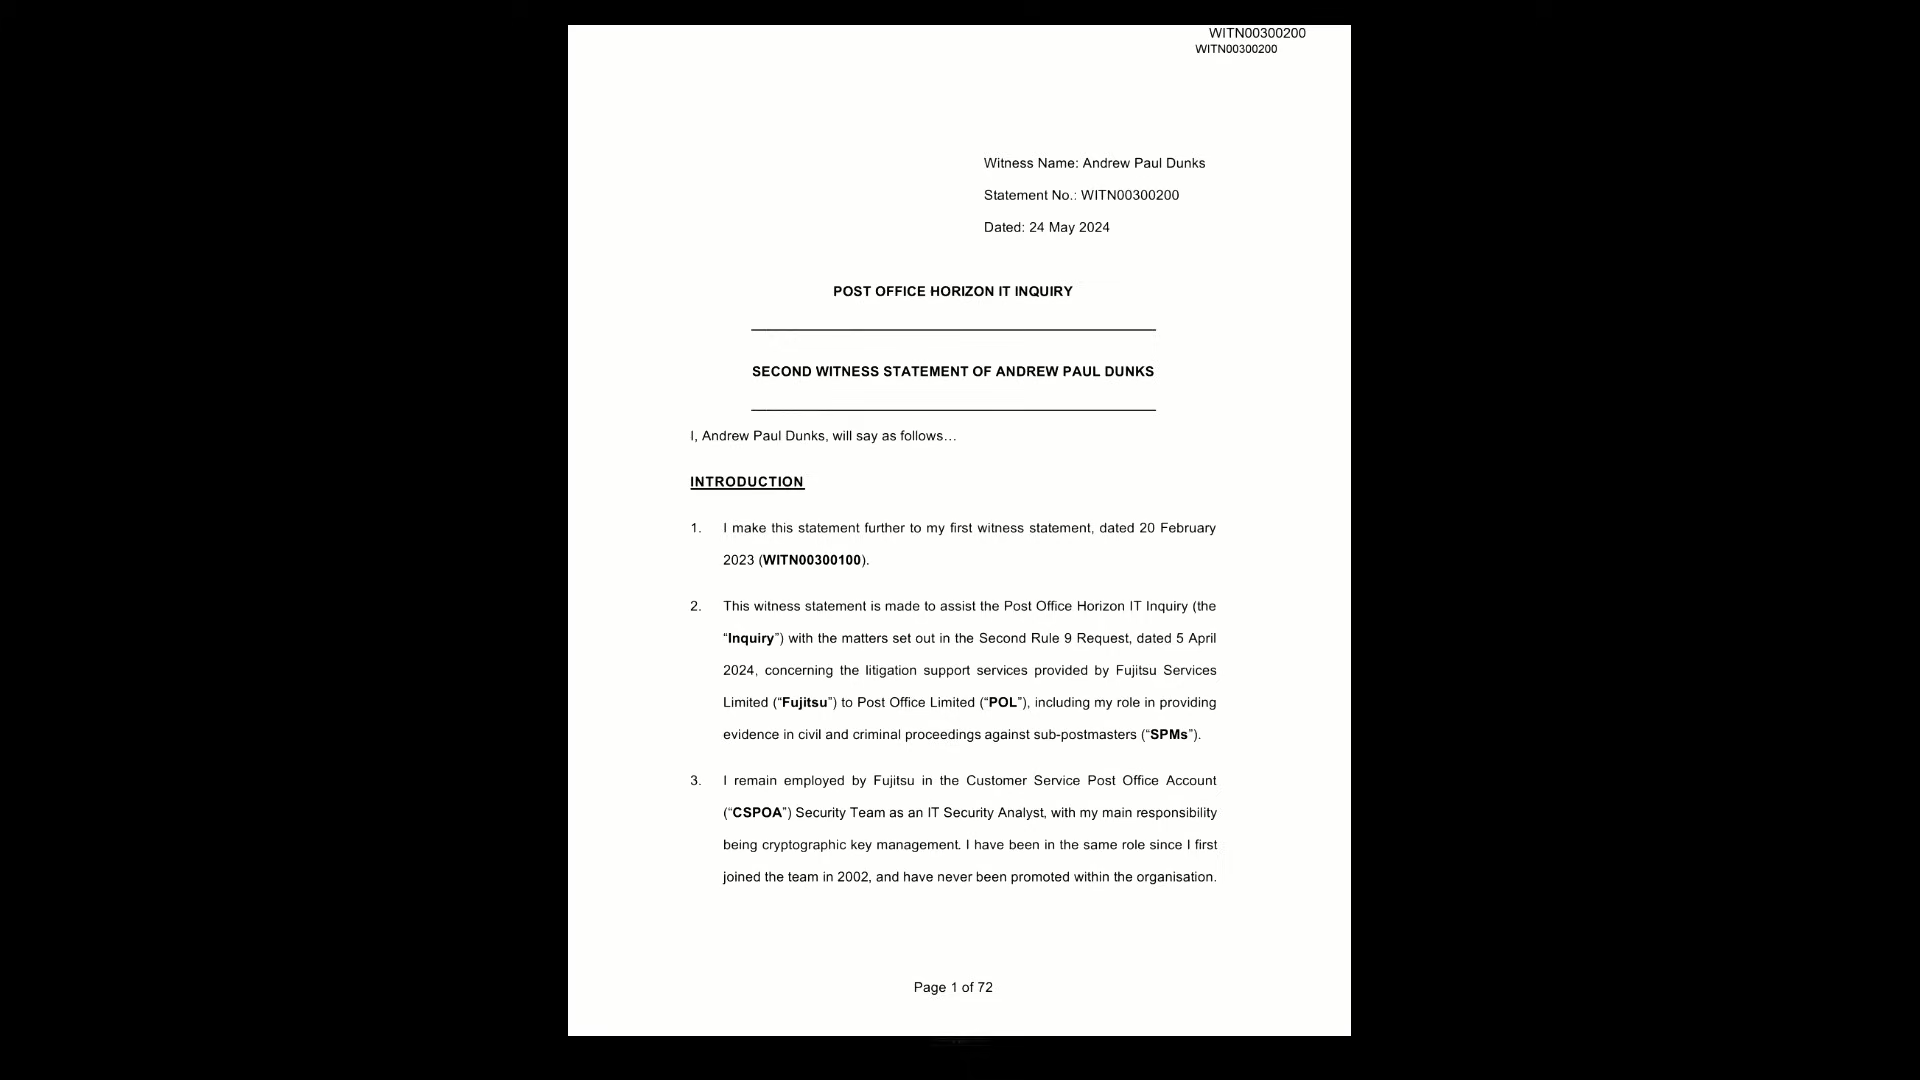 WITN00300200
WITN00300200
Witness Name: Andrew Paul Dunks
Statement No.: WITN00300200
Dated: 24 May 2024
POST OFFICE HORIZON IT INQUIRY
SECOND WITNESS STATEMENT OF ANDREW PAUL DUNKS
I, Andrew Paul Dunks, will say as follows…
INTRODUCTION
1. I make this statement further to my first witness statement, dated 20 February
2023 (WITN00300100).
2. This witness statement is made to assist the Post Office Horizon IT Inquiry (the
“Inquiry”) with the matters set out in the Second Rule 9 Request, dated 5 April
2024, concerning the litigation support services provided by Fujitsu Services
Limited (“Fujitsu”) to Post Office Limited (“POL”), including my role in providing
evidence in civil and criminal proceedings against sub-postmasters (“SPMs”).
3. I remain employed by Fujitsu in the Customer Service Post Office Account
(“CSPOA”) Security Team as an IT Security Analyst, with my main responsibility
being cryptographic key management. I have been in the same role since I first
joined the team in 2002, and have never been promoted within the organisation.
Page 1 of 72